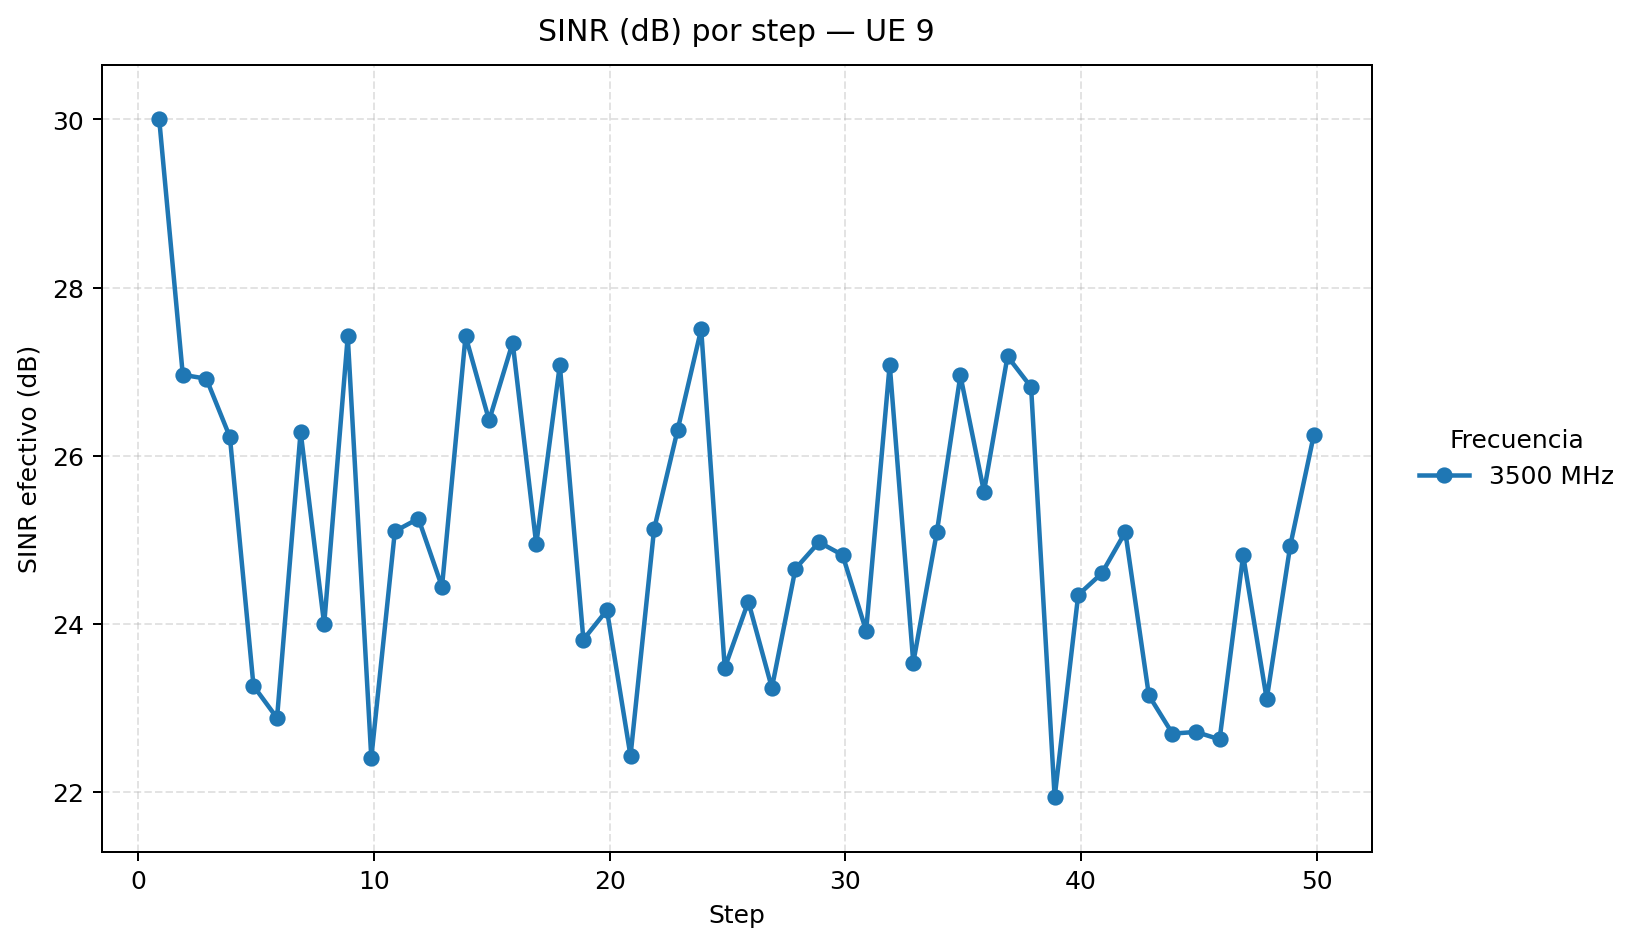 SINR (dB) por step — UE 9
SINR efectivo (dB)
30
28
26
24
22
0 10 20 30 40 50
Step
Frecuencia
3500 MHz